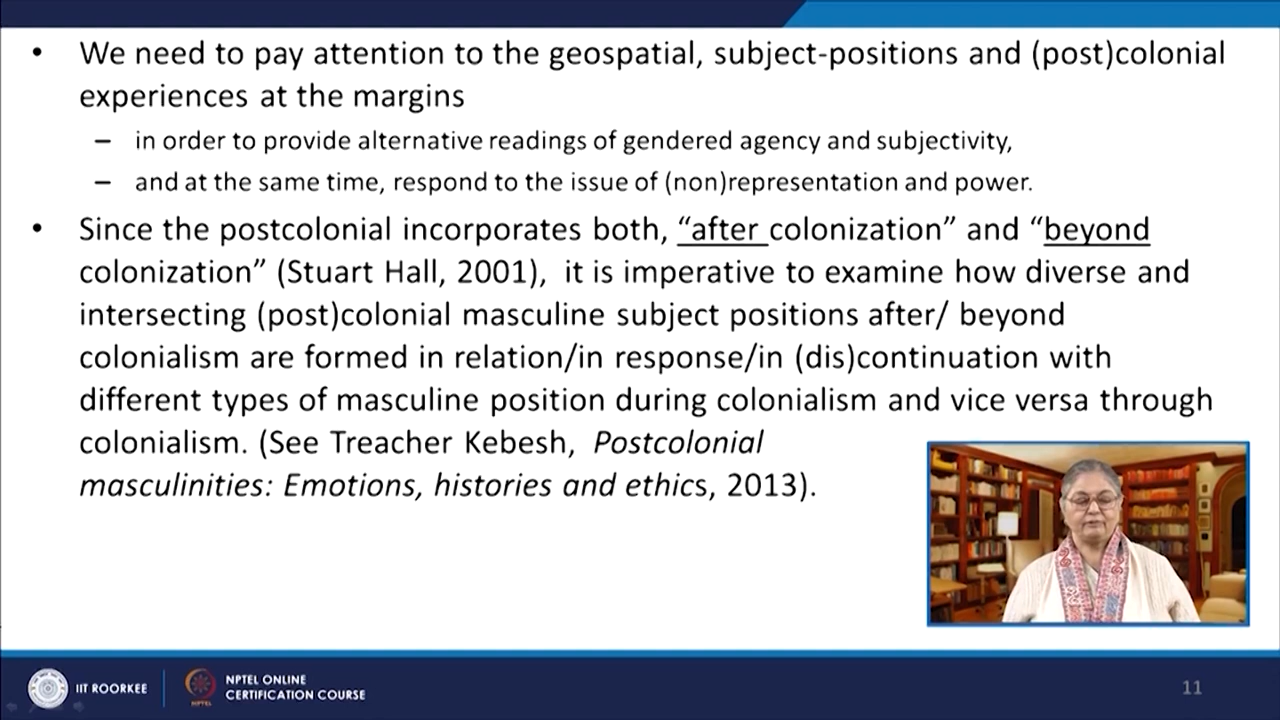 • We need to pay attention to the geospatial, subject-positions and (post)colonial
experiences at the margins
– in order to provide alternative readings of gendered agency and subjectivity,
– and at the same time, respond to the issue of (non)representation and power.
• Since the postcolonial incorporates both, “after colonization” and “beyond
colonization” (Stuart Hall, 2001), it is imperative to examine how diverse and
intersecting (post)colonial masculine subject positions after/ beyond
colonialism are formed in relation/in response/in (dis)continuation with
different types of masculine position during colonialism and vice versa through
colonialism. (See Treacher Kebesh, Postcolonial
masculinities: Emotions, histories and ethics, 2013).
IIT ROORKEE
NPTEL
NPTEL ONLINE
CERTIFICATION COURSE
11